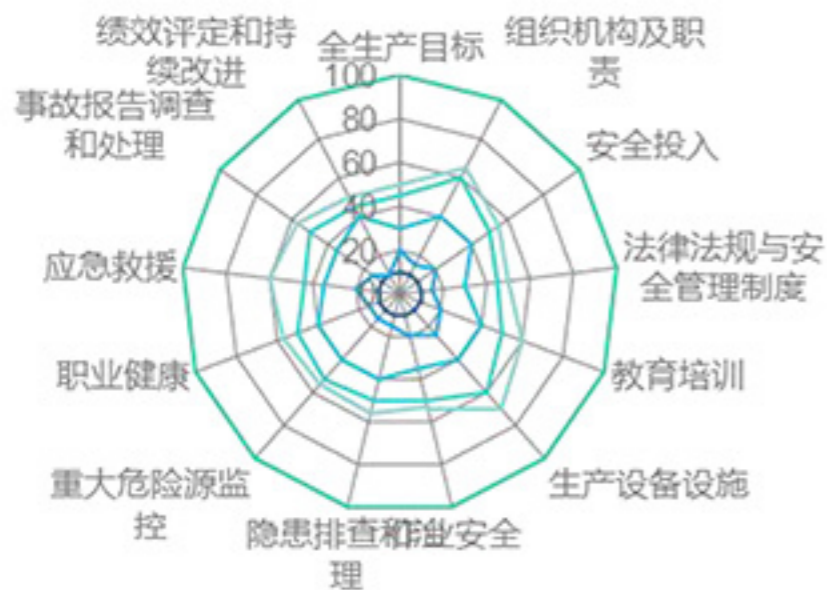 绩效评定和持
续改进
全生产目标
组织机构及职
责
事故报告调查
和处理
安全投入
应急救援
法律法规与安
全管理制度
职业健康
教育培训
重大危险源监
控
生产设备设施
隐患排查和治
理
作业安全
100
80
60
40
20